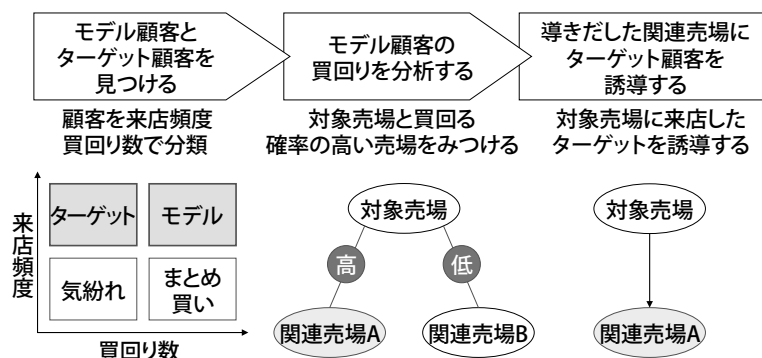 モデル顧客と
ターゲット顧客を
見つける
モデル顧客の
買回りを分析する
導きだした関連売場に
ターゲット顧客を
誘導する
顧客を来店頻度
買回り数で分類
対象売場と買回る
確率の高い売場をみつける
対象売場に来店した
ターゲットを誘導する
来店頻度
ターゲット
モデル
気紛れ
まとめ
買い
買回り数
対象売場
高
低
関連売場A
関連売場B
対象売場
関連売場A